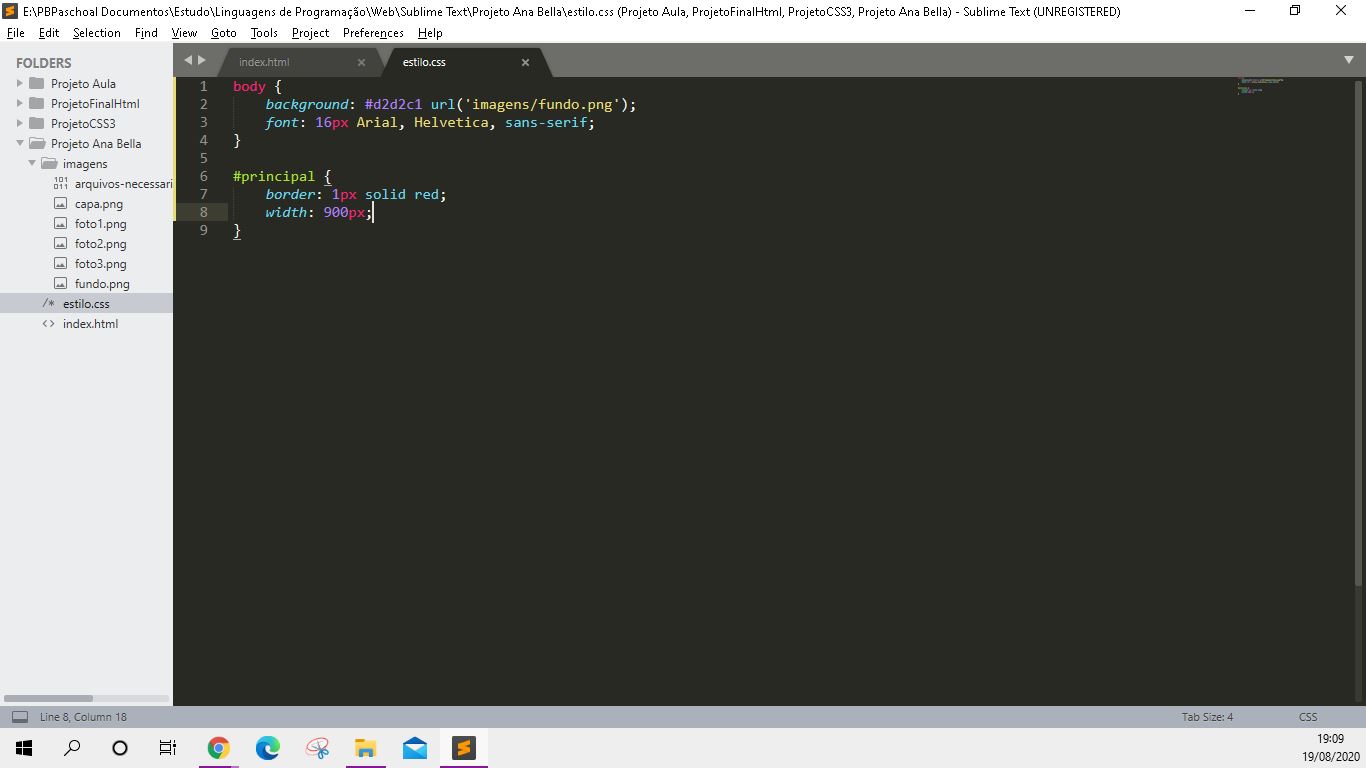 E:\PBPaschoal Documentos\Estudo\Linguagens de Programação\Web\Sublime Text\Projeto Ana Bella\estilo.css (Projeto Aula, ProjetoFinalHtml, ProjetoCSS3, Projeto Ana Bella) - Sublime Text (UNREGISTERED)
File Edit Selection Find View Goto Tools Project Preferences Help
FOLDERS
Projeto Aula
ProjetoFinalHtml
ProjetoCSS3
Projeto Ana Bella
imagens
arquivos-necessari
capa.png
foto1.png
foto2.png
foto3.png
fundo.png
/* estilo.css
<> index.html
index.html × estilo.css ×
1 body {
2 background: #d2d2c1 url('imagens/fundo.png');
3 font: 16px Arial, Helvetica, sans-serif;
4 }
5
6 #principal {
7 border: 1px solid red;
8 width: 900px;
9 }
Line 8, Column 18 Tab Size: 4 CSS
19:09
19/08/2020